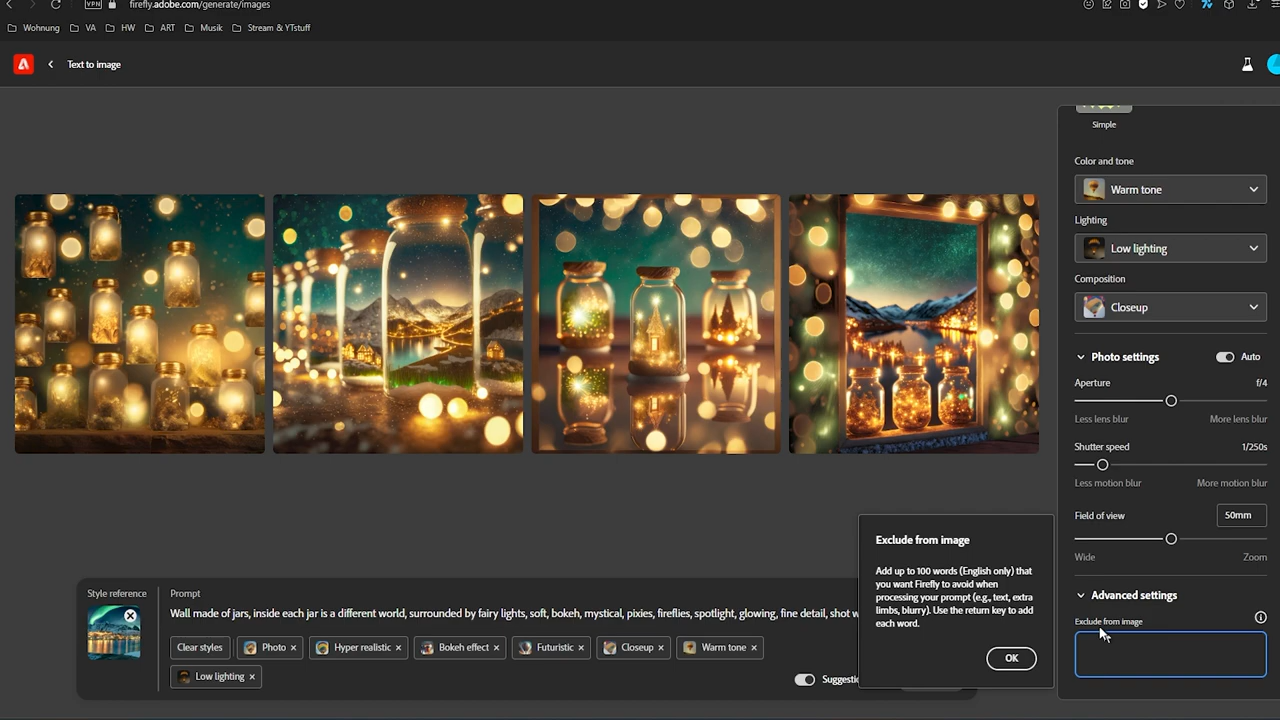 VPN
firefly.adobe.com/generate/images
Wohnung
VA
HW
ART
Musik
Stream & YTstuff
Text to image
Simple
Color and tone
Warm tone
Lighting
Low lighting
Composition
Closeup
Photo settings
Auto
Aperture
f/4
Less lens blur
More lens blur
Shutter speed
1/250s
Less motion blur
More motion blur
Field of view
50mm
Wide
Zoom
Advanced settings
Exclude from image
Exclude from image
Add up to 100 words (English only) that
you want Firefly to avoid when
processing your prompt (e.g., text, extra
limbs, blurry). Use the return key to add
each word.
OK
Style reference
Prompt
Wall made of jars, inside each jar is a different world, surrounded by fairy lights, soft, bokeh, mystical, pixies, fireflies, spotlight, glowing, fine detail, shot w
Clear styles
Photo ×
Hyper realistic ×
Bokeh effect ×
Futuristic ×
Closeup ×
Warm tone ×
Low lighting ×
Suggestio